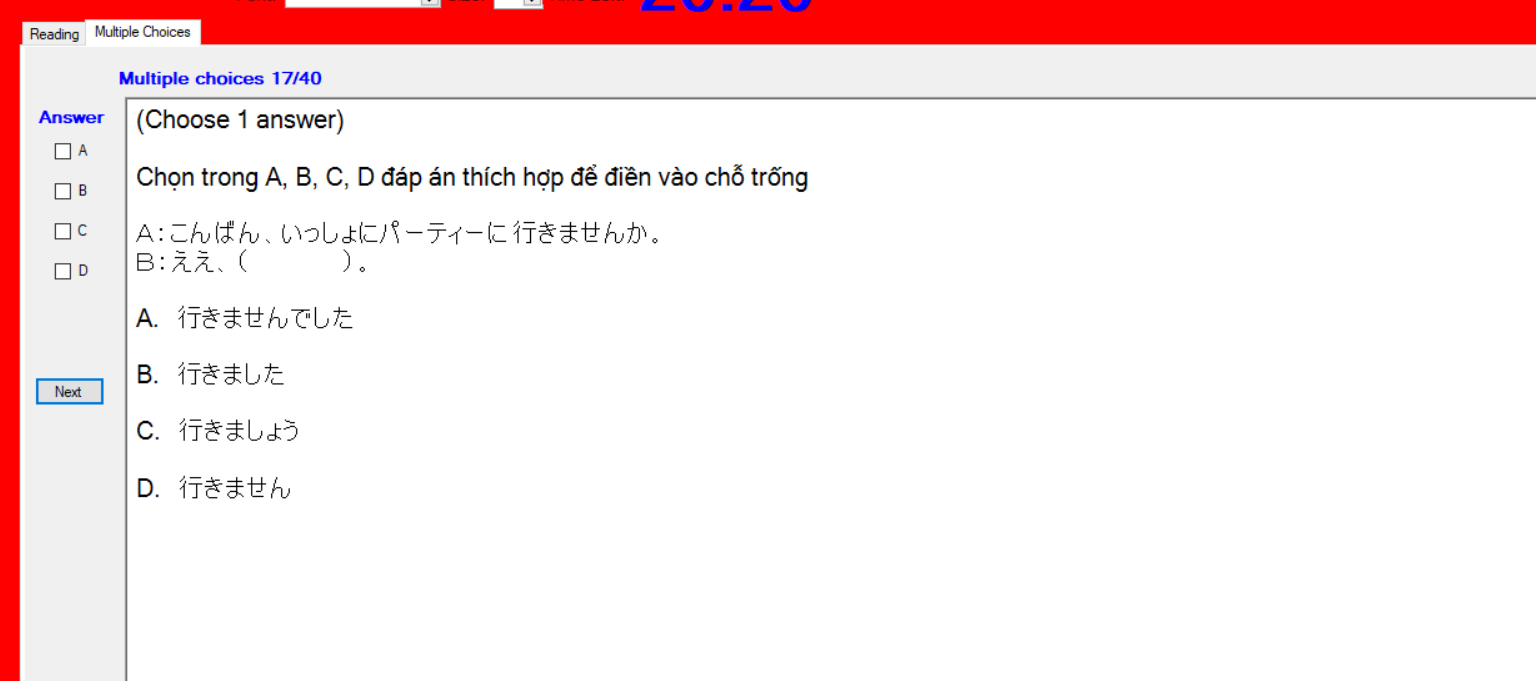 Reading Multiple Choices
Multiple choices 17/40
Answer
A
B
C
D
Next
(Choose 1 answer)
Chọn trong A, B, C, D đáp án thích hợp để điền vào chỗ trống
A:こんばん、いっしょにパーティーに行きませんか。
B:ええ、(　　　　)。
A. 行きませんでした
B. 行きました
C. 行きましょう
D. 行きません